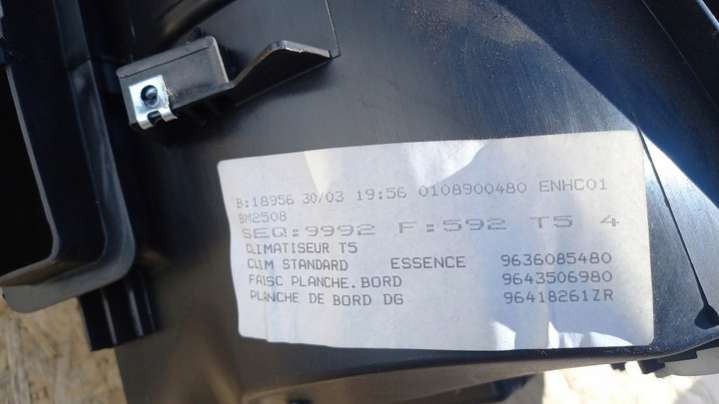 B:18956 30/03 19:56 0108900480 ENHC01
BM2508
SEQ:9992 F:592 T5 4
CLIMATISEUR T5
CLIM STANDARD ESSENCE 9636085480
FAISC PLANCHE.BORD 9643506980
PLANCHE DE BORD DG 96418261ZR